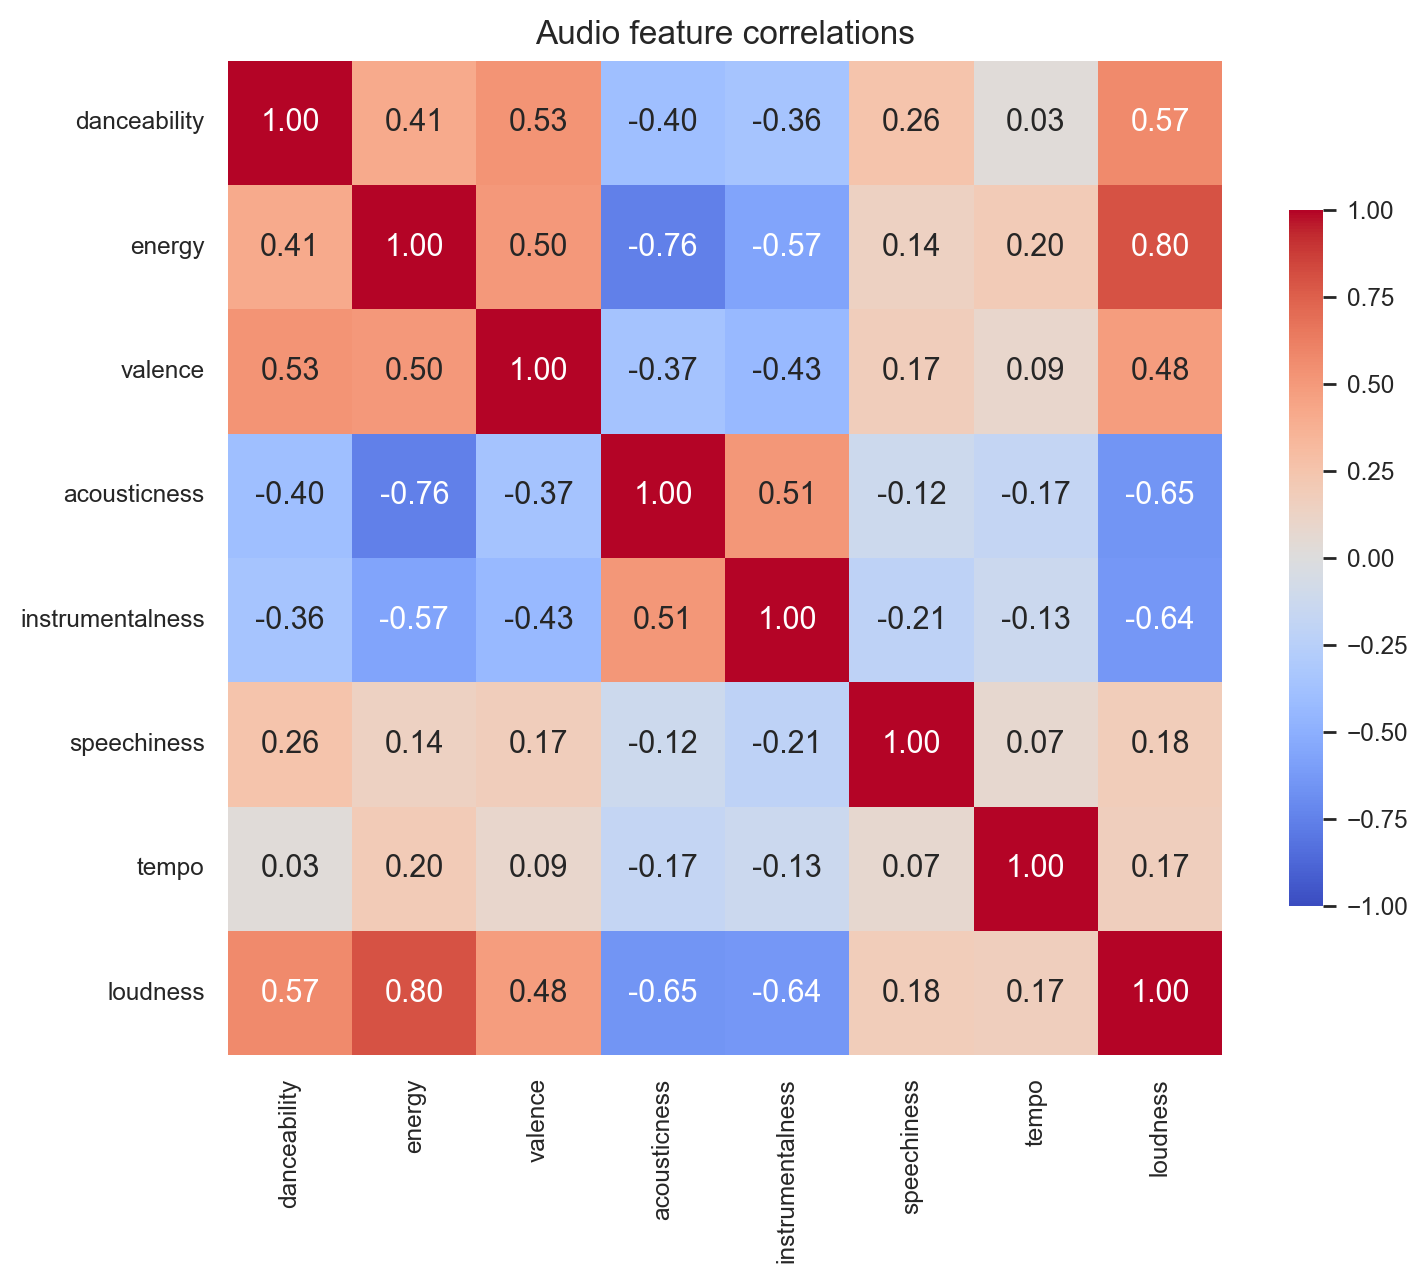 Audio feature correlations
danceability 1.00 0.41 0.53 -0.40 -0.36 0.26 0.03 0.57
energy 0.41 1.00 0.50 -0.76 -0.57 0.14 0.20 0.80
valence 0.53 0.50 1.00 -0.37 -0.43 0.17 0.09 0.48
acousticness -0.40 -0.76 -0.37 1.00 0.51 -0.12 -0.17 -0.65
instrumentalness -0.36 -0.57 -0.43 0.51 1.00 -0.21 -0.13 -0.64
speechiness 0.26 0.14 0.17 -0.12 -0.21 1.00 0.07 0.18
tempo 0.03 0.20 0.09 -0.17 -0.13 0.07 1.00 0.17
loudness 0.57 0.80 0.48 -0.65 -0.64 0.18 0.17 1.00
danceability
energy
valence
acousticness
instrumentalness
speechiness
tempo
loudness
1.00
0.75
0.50
0.25
0.00
−0.25
−0.50
−0.75
−1.00